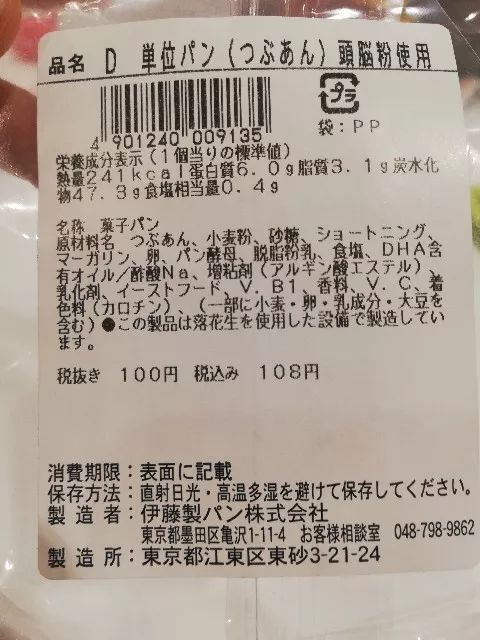 品名 D 単位パン(つぶあん)頭脳粉使用
プラ
袋:PP
4 901240 009135
栄養成分表示(1個当りの標準値)
熱量241kcal蛋白質6.0g脂質3.1g炭水化
物47.3g食塩相当量0.4g
名称 菓子パン
原材料名 つぶあん、小麦粉、砂糖、ショートニング、
マーガリン、卵、パン酵母、脱脂粉乳、食塩、DHA含
有オイル/酢酸Na、増粘剤(アルギン酸エステル)、
乳化剤、イーストフード、V.B1、香料、V.C、着
色料(カロチン) (一部に小麦・卵・乳成分・大豆を
含む)●この製品は落花生を使用した設備で製造してい
ます。
税抜き 100円 税込み 108円
消費期限:表面に記載
保存方法:直射日光・高温多湿を避けて保存してください。
製造者:伊藤製パン株式会社
東京都墨田区亀沢1-11-4 お客様相談室 048-798-9862
製造所:東京都江東区東砂3-21-24